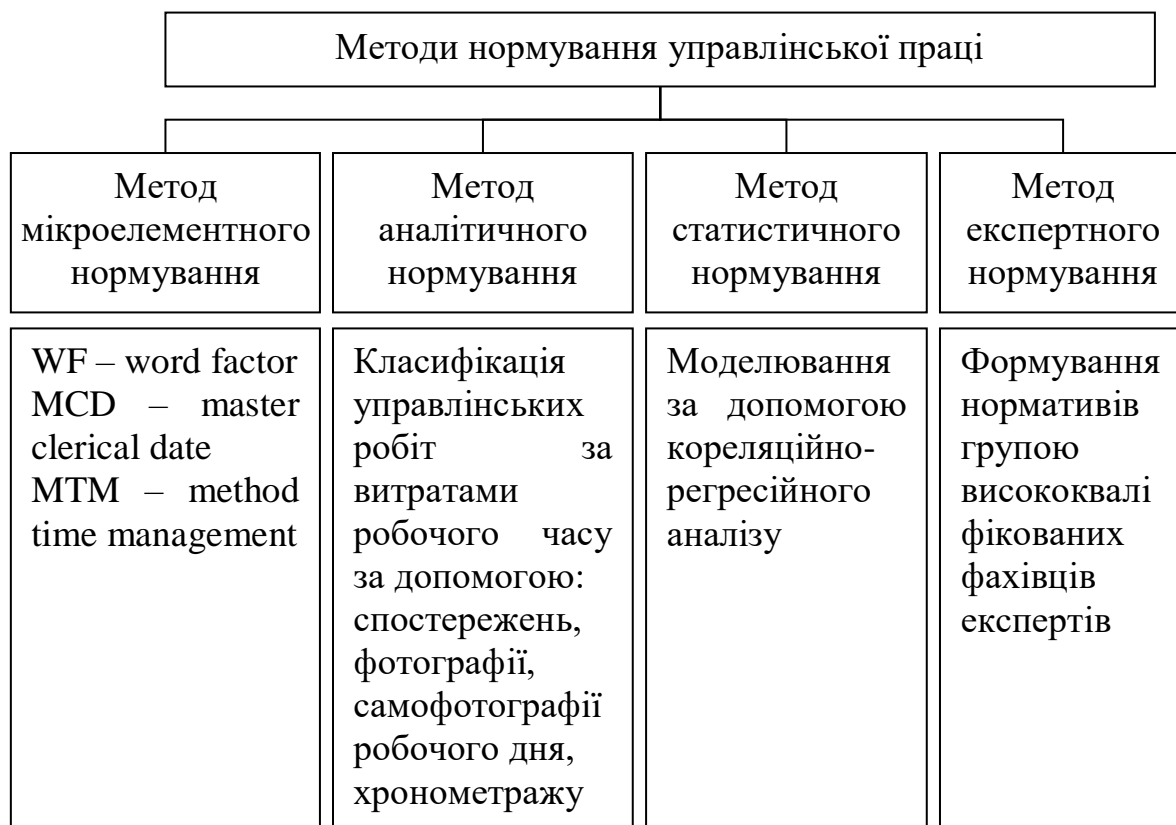 Методи нормування управлінської праці
Метод
мікроелементного
нормування
Метод
аналітичного
нормування
Метод
статистичного
нормування
Метод
експертного
нормування
WF – word factor
MCD – master
clerical date
MTM – method
time management
Класифікація
управлінських
робіт за
витратами
робочого часу
за допомогою:
спостережень,
фотографії,
самофотографії
робочого дня,
хронометражу
Моделювання
за допомогою
кореляційно-
регресійного
аналізу
Формування
нормативів
групою
висококвалі
фікованих
фахівців
експертів